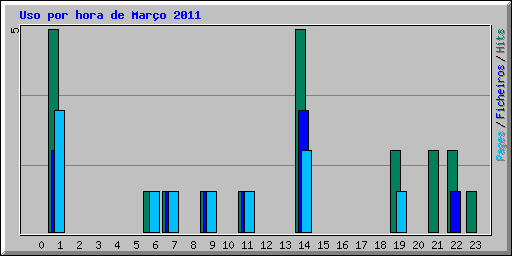 Uso por hora de Março 2011
5
Pages/Ficheiros/Hits
0 1 2 3 4 5 6 7 8 9 10 11 12 13 14 15 16 17 18 19 20 21 22 23